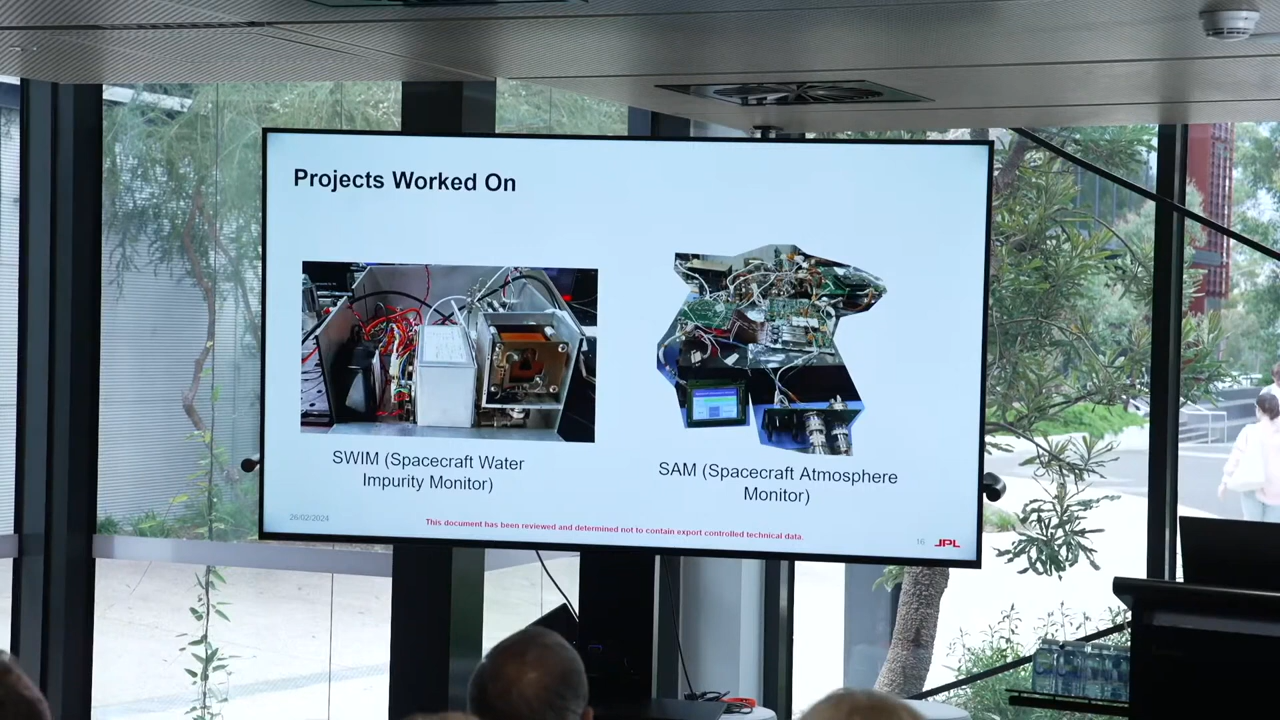 Projects Worked On
SWIM (Spacecraft Water
Impurity Monitor)
SAM (Spacecraft Atmosphere
Monitor)
26/02/2024
This document has been reviewed and determined not to contain export controlled technical data.
16
JPL